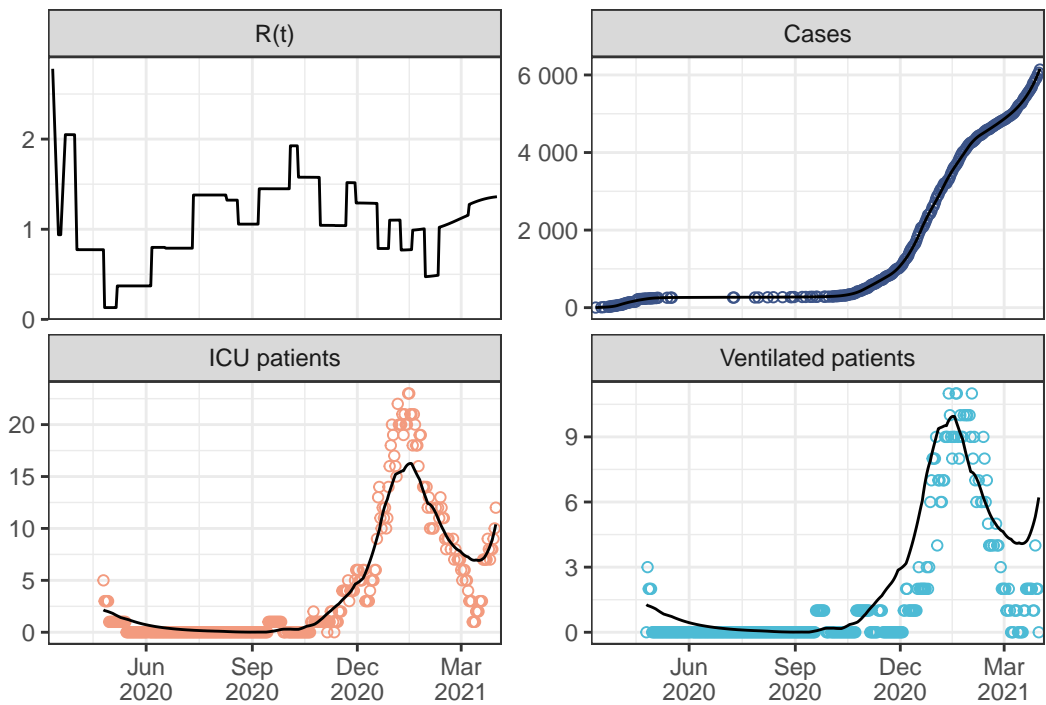 R(t)
Cases
2
1
0
6 000
4 000
2 000
0
ICU patients
Ventilated patients
20
15
10
5
0
9
6
3
0
Jun Sep Dec Mar
2020 2020 2020 2021
Jun Sep Dec Mar
2020 2020 2020 2021